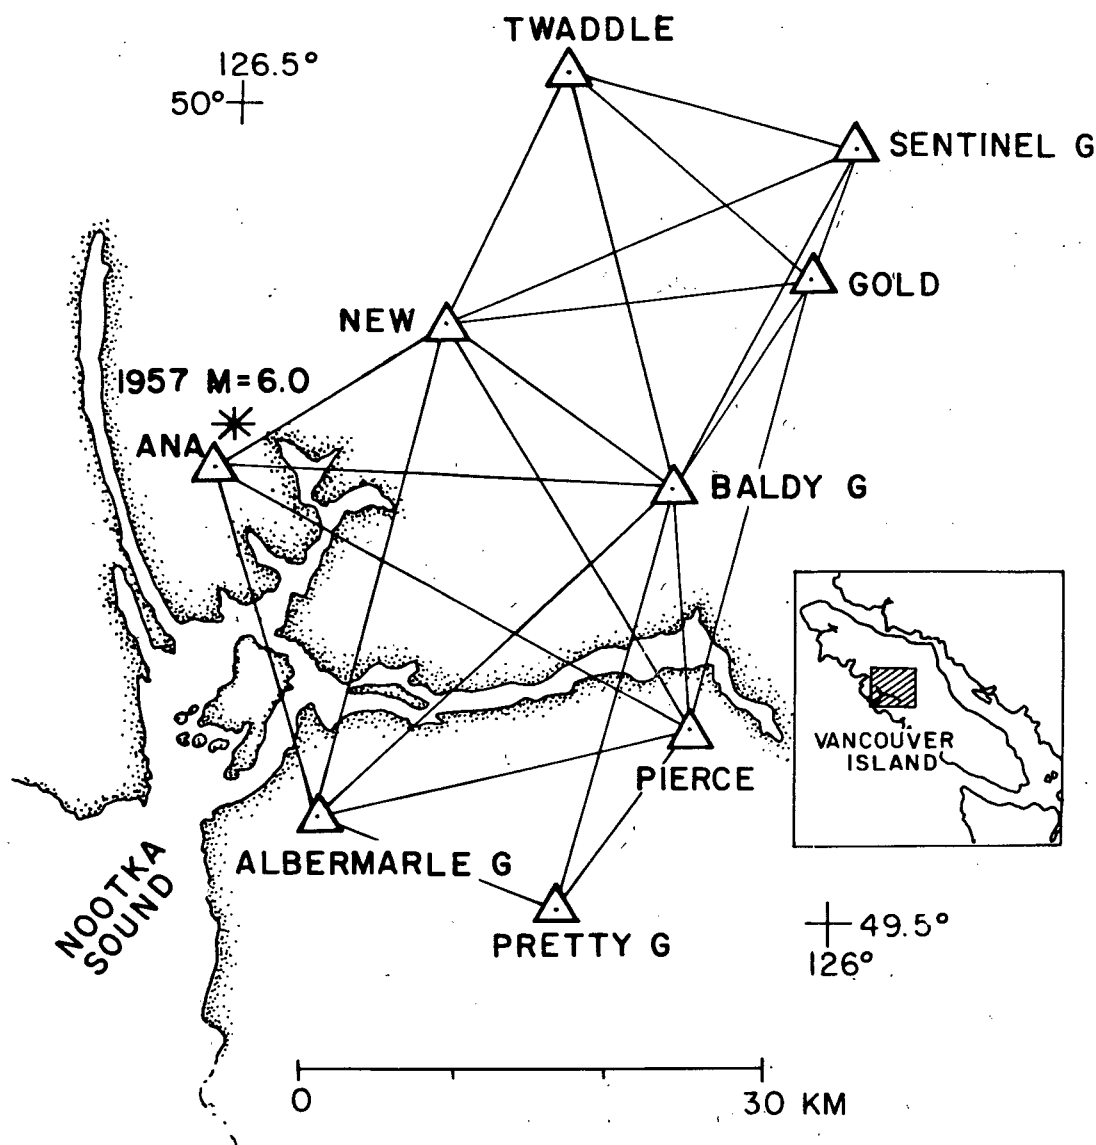 TWADDLE
126.5°
50°
SENTINEL G
GOLD
NEW
1957 M=6.0
ANA
BALDY G
VANCOUVER
ISLAND
PIERCE
ALBERMARLE G
NOOTKA
SOUND
PRETTY G
49.5°
126°
0 30 KM